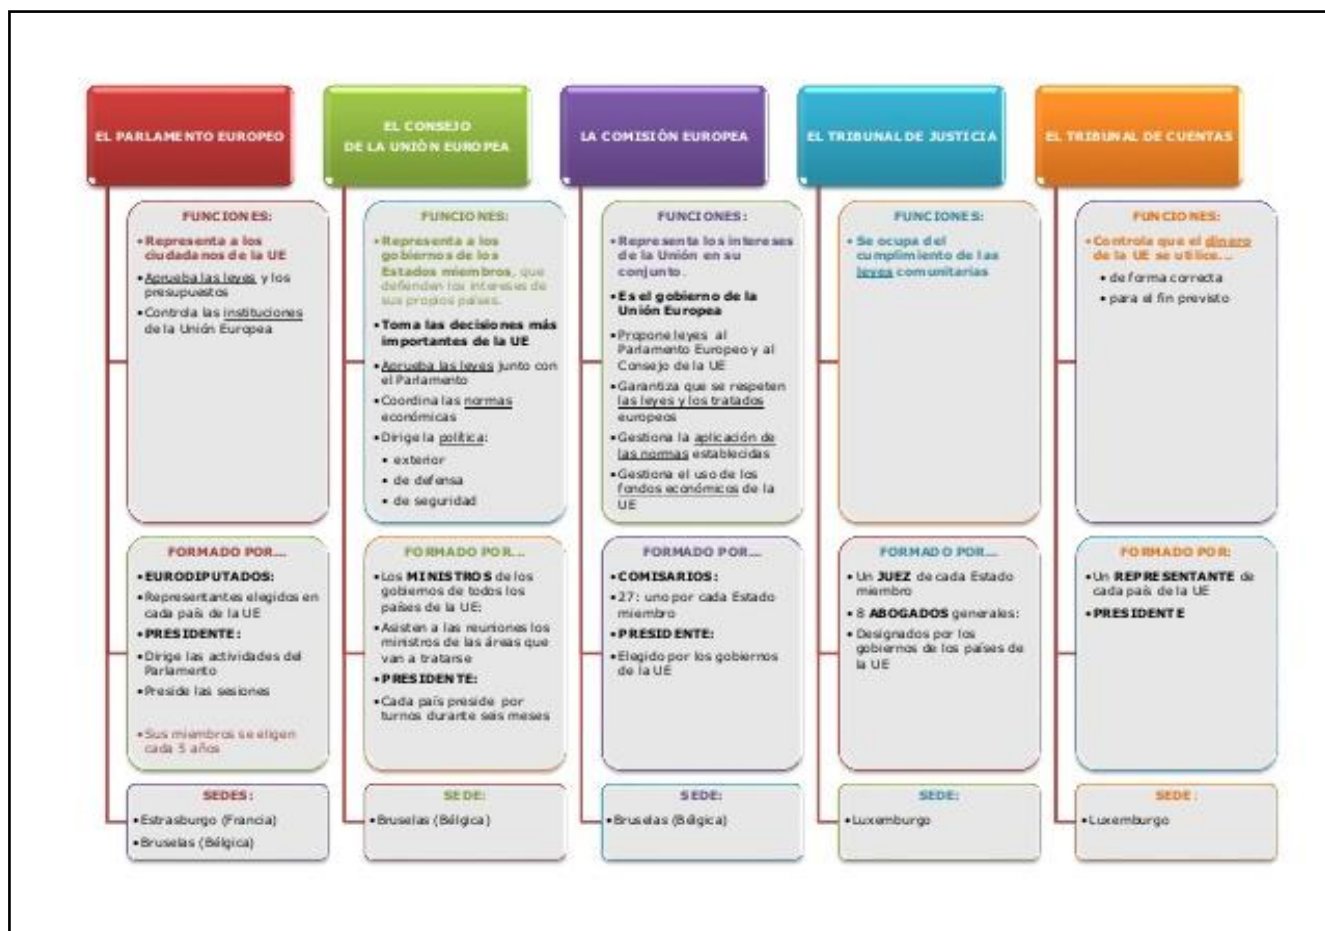 EL PARLAMENTO EUROPEO
FUNCIONES:
•Representa a los
ciudadanos de la UE
•Aprueba las leyes y los
presupuestos
•Controla las instituciones
de la Unión Europea
FORMADO POR...
•EURODIPUTADOS:
•Representantes elegidos en
cada país de la UE
•PRESIDENTE:
•Dirige las actividades del
Parlamento
•Preside las sesiones
•Sus miembros se eligen
cada 5 años
SEDES:
•Estrasburgo (Francia)
•Bruselas (Bélgica)
EL CONSEJO
DE LA UNIÓN EUROPEA
FUNCIONES:
•Representa a los
gobiernos de los
Estados miembros, que
defienden los intereses de
sus propios países.
•Toma las decisiones más
importantes de la UE
•Aprueba las leyes junto con
el Parlamento
•Coordina las normas
económicas
•Dirige la política:
• exterior
• de defensa
• de seguridad
FORMADO POR...
•Los MINISTROS de los
gobiernos de todos los
países de la UE:
•Asisten a las reuniones los
ministros de las áreas que
van a tratarse
•PRESIDENTE:
•Cada país preside por
turnos durante seis meses
SEDE:
•Bruselas (Bélgica)
LA COMISIÓN EUROPEA
FUNCIONES:
•Representa los intereses
de la Unión en su
conjunto.
•Es el gobierno de la
Unión Europea
•Propone leyes al
Parlamento Europeo y al
Consejo de la UE
•Garantiza que se respeten
las leyes y los tratados
europeos
•Gestiona la aplicación de
las normas establecidas
•Gestiona el uso de los
fondos económicos de la
UE
FORMADO POR...
•COMISARIOS:
•27: uno por cada Estado
miembro
•PRESIDENTE:
•Elegido por los gobiernos
de la UE
SEDE:
•Bruselas (Bélgica)
EL TRIBUNAL DE JUSTICIA
FUNCIONES:
• Se ocupa del
cumplimiento de las
leyes comunitarias
FORMADO POR...
• Un JUEZ de cada Estado
miembro
• 8 ABOGADOS generales:
• Designados por los
gobiernos de los países de
la UE
SEDE:
•Luxemburgo
EL TRIBUNAL DE CUENTAS
FUNCIONES:
•Controla que el dinero
de la UE se utilice...
• de forma correcta
• para el fin previsto
FORMADO POR:
•Un REPRESENTANTE de
cada país de la UE
•PRESIDENTE
SEDE:
•Luxemburgo